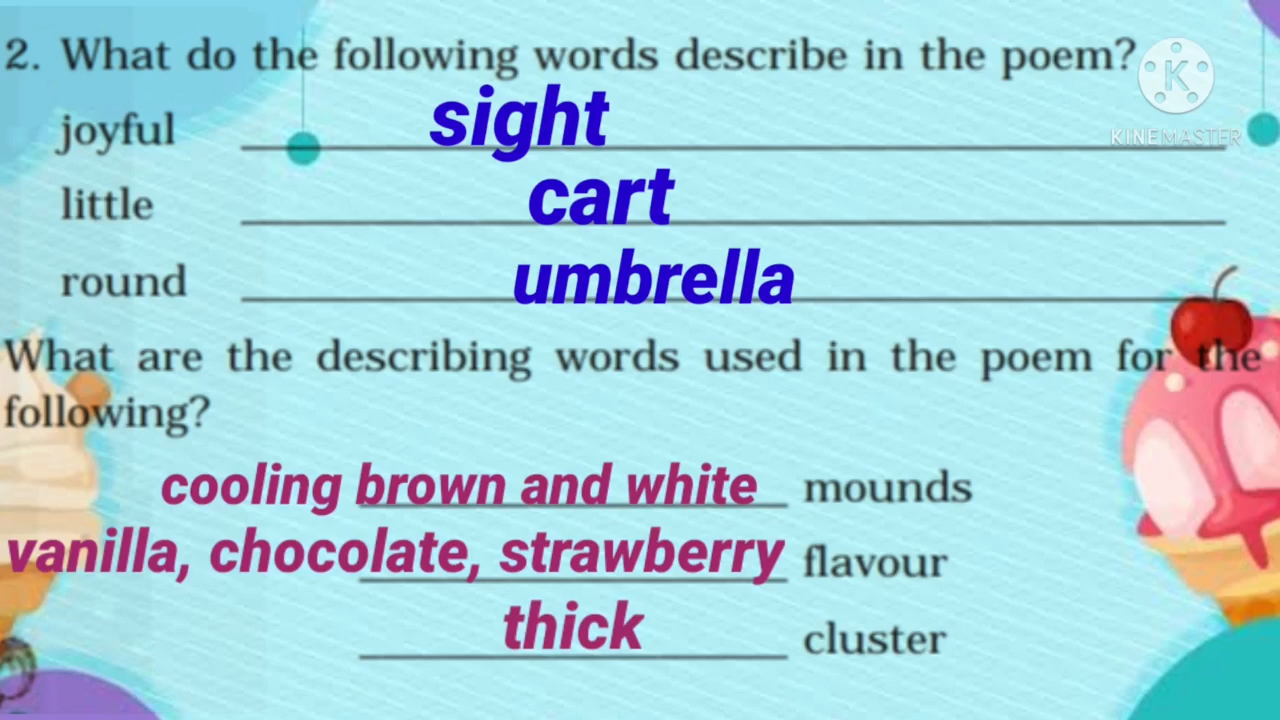 2. What do the following words describe in the poem?
K
KINEMASTER
joyful sight
little cart
round umbrella
What are the describing words used in the poem for the
following?
cooling brown and white mounds
vanilla, chocolate, strawberry flavour
thick cluster